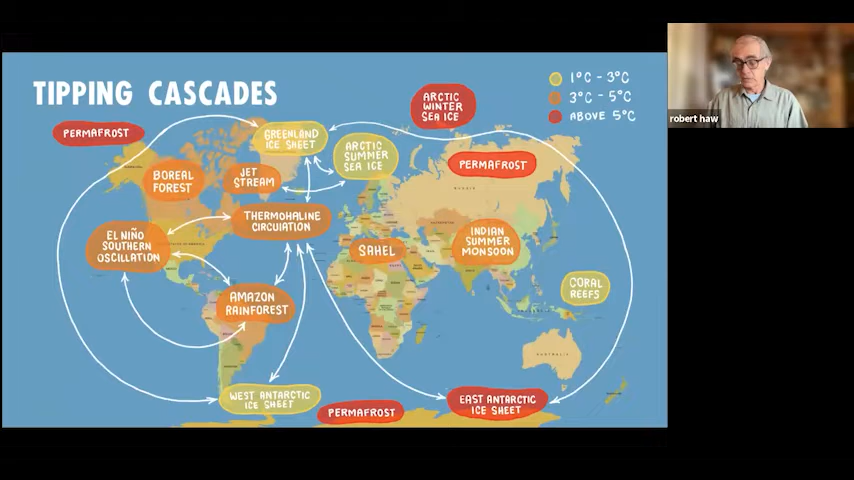 TIPPING CASCADES
1°C - 3°C
3°C - 5°C
ABOVE 5°C
ARCTIC
WINTER
SEA ICE
robert haw
PERMAFROST
GREENLAND
ICE SHEET
ARCTIC
SUMMER
SEA ICE
PERMAFROST
BOREAL
FOREST
JET
STREAM
RUSSIA
THERMOHALINE
CIRCULATION
EL NIÑO
SOUTHERN
OSCILLATION
SAHEL
INDIAN
SUMMER
MONSOON
CORAL
REEFS
AMAZON
RAINFOREST
AUSTRALIA
WEST ANTARCTIC
ICE SHEET
PERMAFROST
EAST ANTARCTIC
ICE SHEET